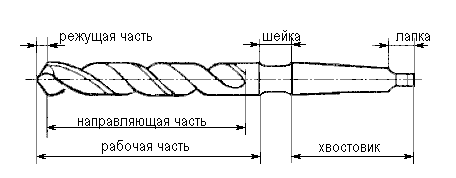 режущая часть
шейка
лапка
направляющая часть
рабочая часть
хвостовик